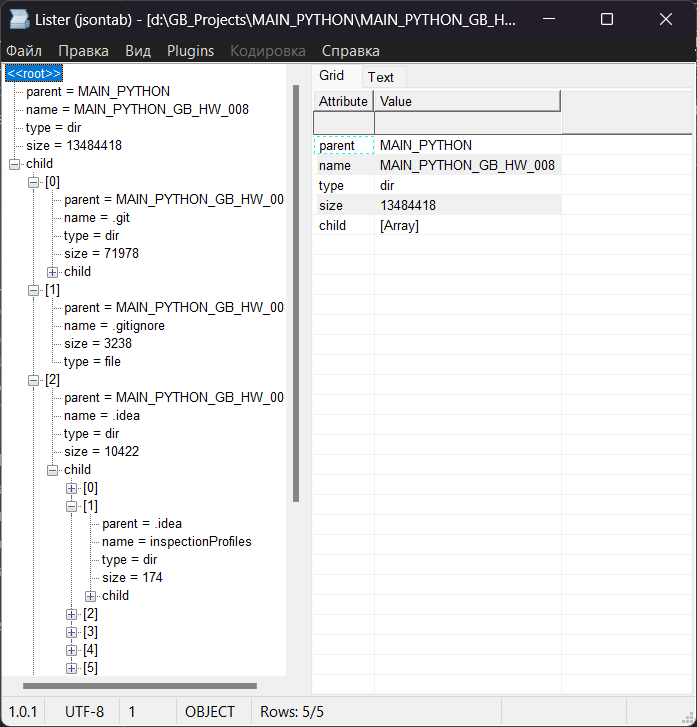 Lister (jsontab) - [d:\GB_Projects\MAIN_PYTHON\MAIN_PYTHON_GB_H...
Файл Правка Вид Plugins Кодировка Справка
<<root>>
parent = MAIN_PYTHON
name = MAIN_PYTHON_GB_HW_008
type = dir
size = 13484418
child
[0]
parent = MAIN_PYTHON_GB_HW_00
name = .git
type = dir
size = 71978
child
[1]
parent = MAIN_PYTHON_GB_HW_00
name = .gitignore
size = 3238
type = file
[2]
parent = MAIN_PYTHON_GB_HW_00
name = .idea
type = dir
size = 10422
child
[0]
[1]
parent = .idea
name = inspectionProfiles
type = dir
size = 174
child
[2]
[3]
[4]
[5]
Grid Text
Attribute Value
parent MAIN_PYTHON
name MAIN_PYTHON_GB_HW_008
type dir
size 13484418
child [Array]
1.0.1 UTF-8 1 OBJECT Rows: 5/5